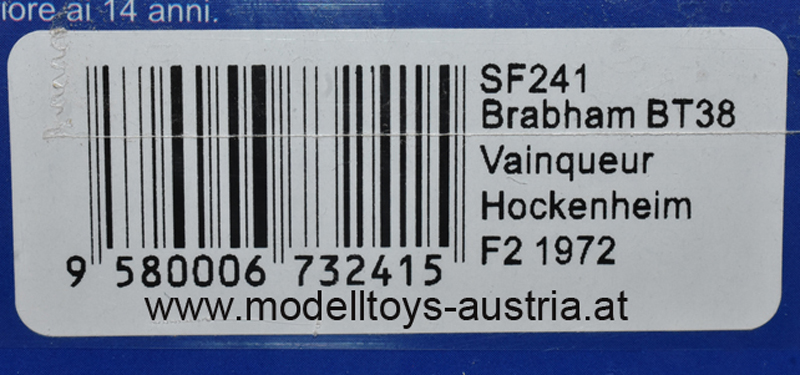 iore ai 14 anni.
SF241
Brabham BT38
Vainqueur
Hockenheim
F2 1972
9 580006 732415
www.modelltoys-austria.at